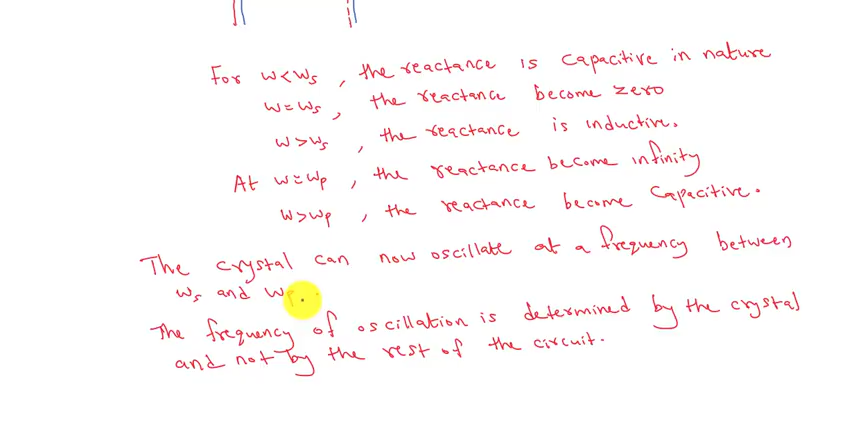 For w < ws, the reactance is capacitive in nature
w = ws, the reactance become zero
w > ws, the reactance is inductive.
At w = wp, the reactance become infinity
w > wp, the reactance become capacitive.
The crystal can now oscillate at a frequency between
ws and wp.
The frequency of oscillation is determined by the crystal
and not by the rest of the circuit.